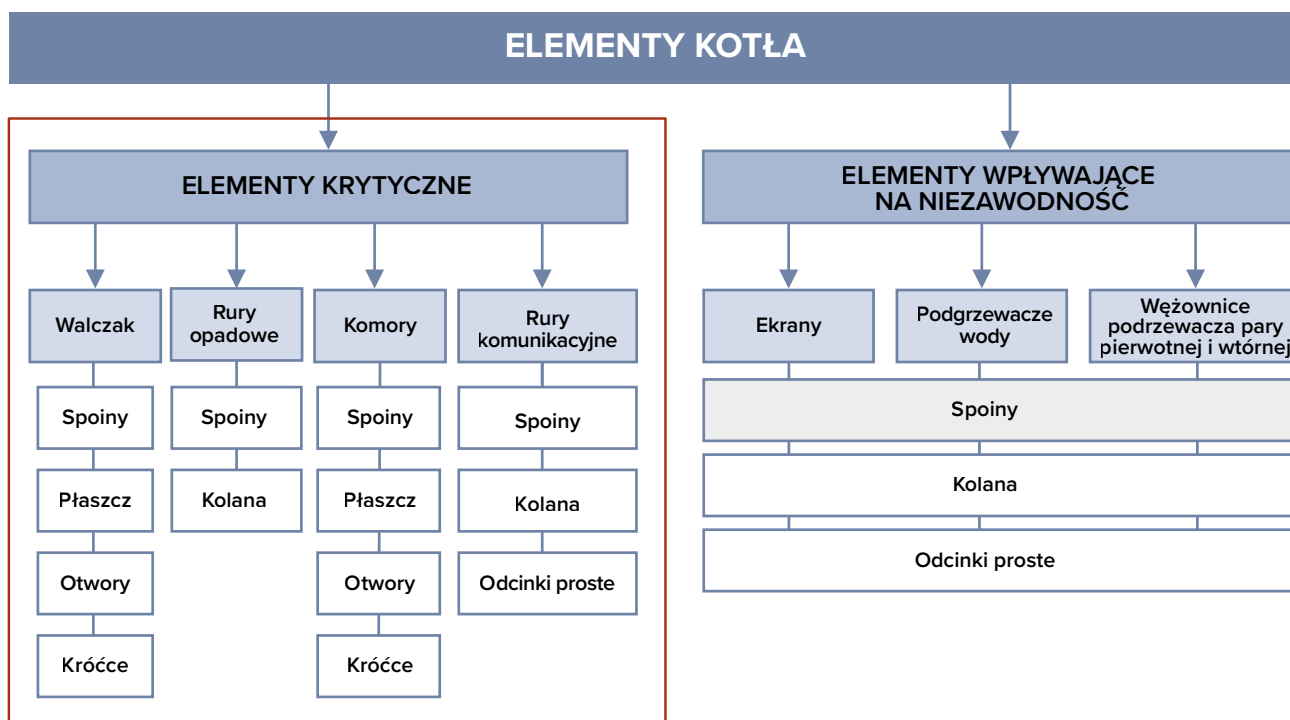 ELEMENTY KOTŁA
ELEMENTY KRYTYCZNE
Walczak
Spoiny
Płaszcz
Otwory
Króćce
Rury
opadowe
Spoiny
Kolana
Komory
Spoiny
Płaszcz
Otwory
Króćce
Rury
komunikacyjne
Spoiny
Kolana
Odcinki proste
ELEMENTY WPŁYWAJĄCE
NA NIEZAWODNOŚĆ
Ekrany
Podgrzewacze
wody
Wężownice
podrzewacza pary
pierwotnej i wtórnej
Spoiny
Kolana
Odcinki proste